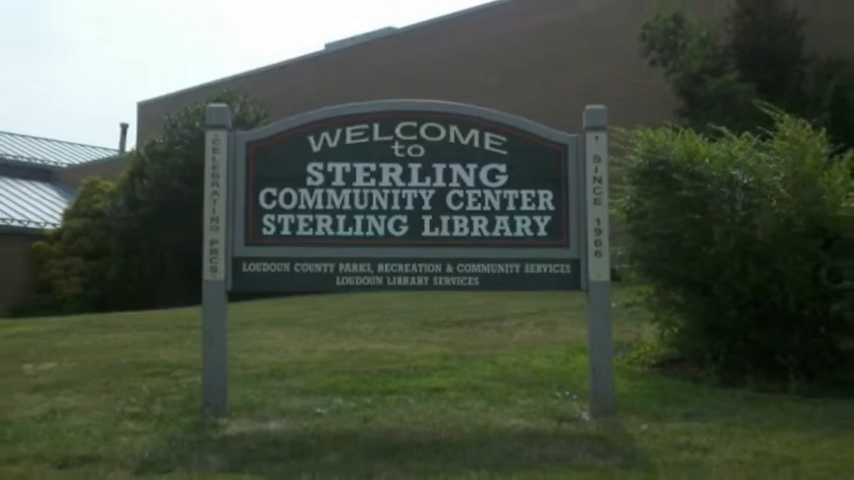 WELCOME
to
STERLING
COMMUNITY CENTER
STERLING LIBRARY
LOUDOUN COUNTY PARKS, RECREATION & COMMUNITY SERVICES
LOUDOUN LIBRARY SERVICES
CELEBRATING PRCS
SINCE 1966